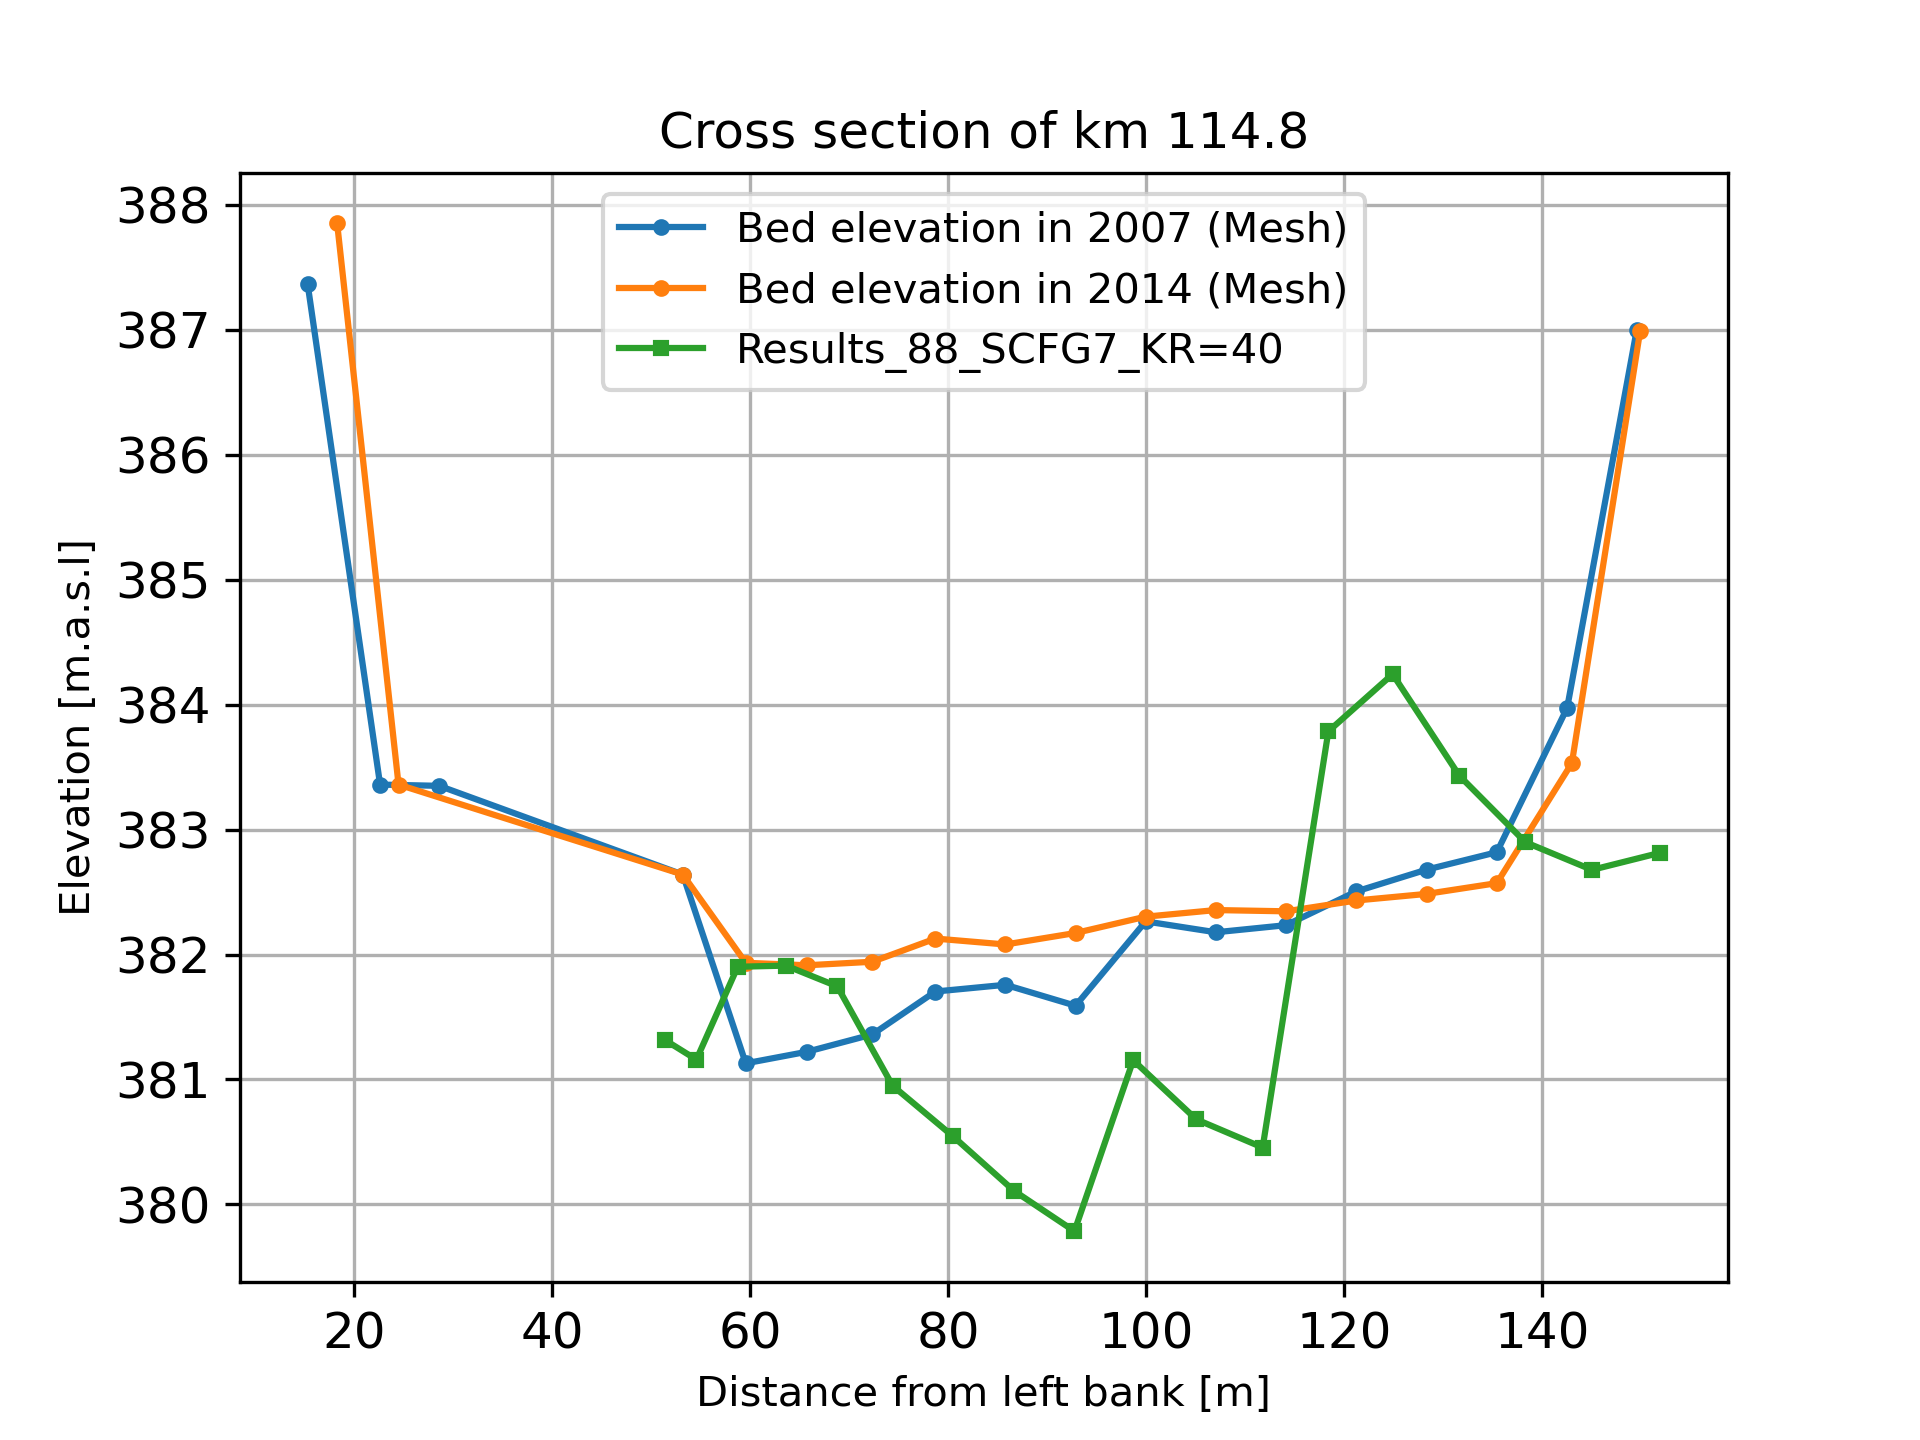 Cross section of km 114.8
Bed elevation in 2007 (Mesh)
Bed elevation in 2014 (Mesh)
Results_88_SCFG7_KR=40
Elevation [m.a.s.l]
388
387
386
385
384
383
382
381
380
20 40 60 80 100 120 140
Distance from left bank [m]